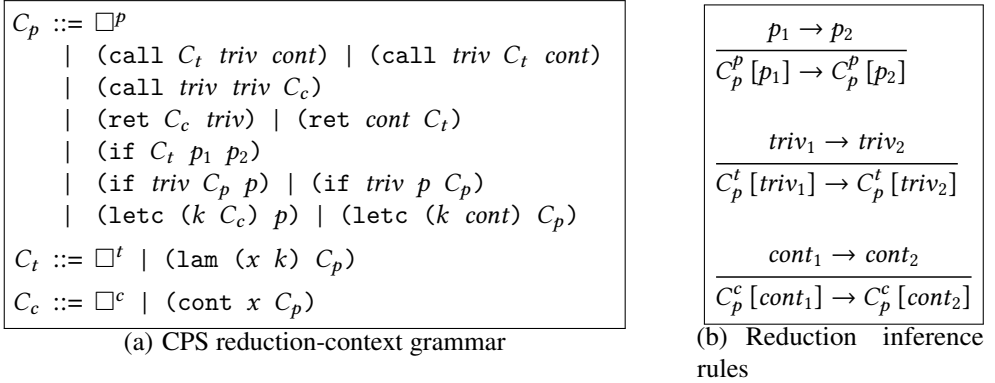 C_p ::= □^p
| (call C_t triv cont) | (call triv C_t cont)
| (call triv triv C_c)
| (ret C_c triv) | (ret cont C_t)
| (if C_t p_1 p_2)
| (if triv C_p p) | (if triv p C_p)
| (letc (k C_c) p) | (letc (k cont) C_p)
C_t ::= □^t | (lam (x k) C_p)
C_c ::= □^c | (cont x C_p)
(a) CPS reduction-context grammar
p_1 → p_2
C_p^p [p_1] → C_p^p [p_2]
triv_1 → triv_2
C_p^t [triv_1] → C_p^t [triv_2]
cont_1 → cont_2
C_p^c [cont_1] → C_p^c [cont_2]
(b) Reduction inference
rules